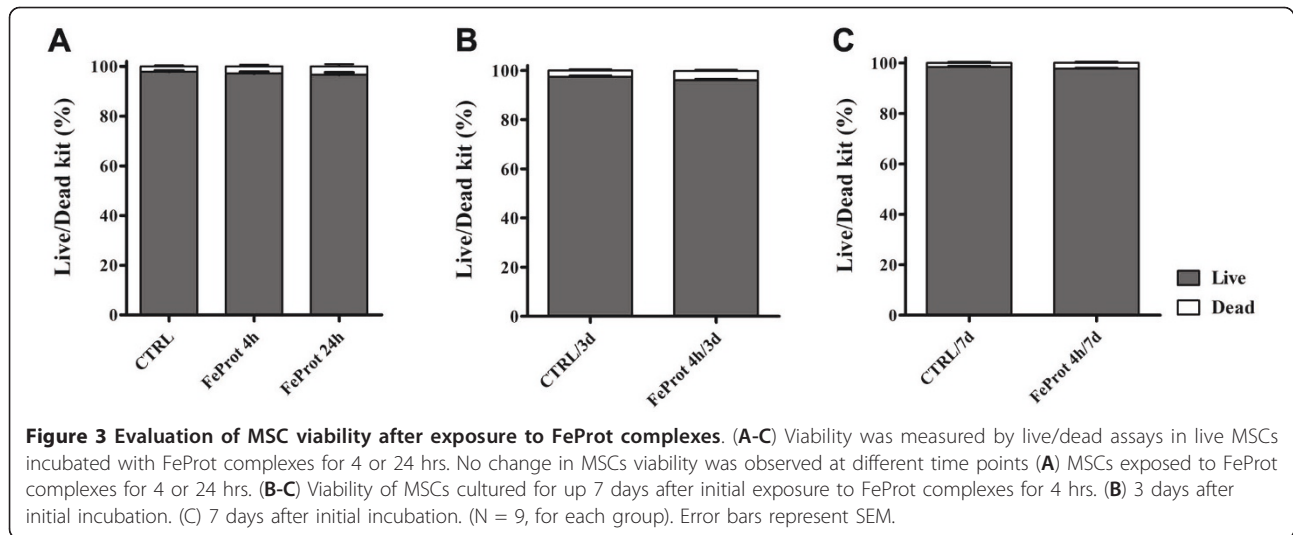 A
B
C
Live/Dead kit (%)
100
80
60
40
20
0
CTRL
FeProt 4h
FeProt 24h
Live/Dead kit (%)
100
80
60
40
20
0
CTRL/3d
FeProt 4h/3d
Live/Dead kit (%)
100
80
60
40
20
0
CTRL/7d
FeProt 4h/7d
Live
Dead
Figure 3 Evaluation of MSC viability after exposure to FeProt complexes. (A-C) Viability was measured by live/dead assays in live MSCs
incubated with FeProt complexes for 4 or 24 hrs. No change in MSCs viability was observed at different time points (A) MSCs exposed to FeProt
complexes for 4 or 24 hrs. (B-C) Viability of MSCs cultured for up 7 days after initial exposure to FeProt complexes for 4 hrs. (B) 3 days after
initial incubation. (C) 7 days after initial incubation. (N = 9, for each group). Error bars represent SEM.